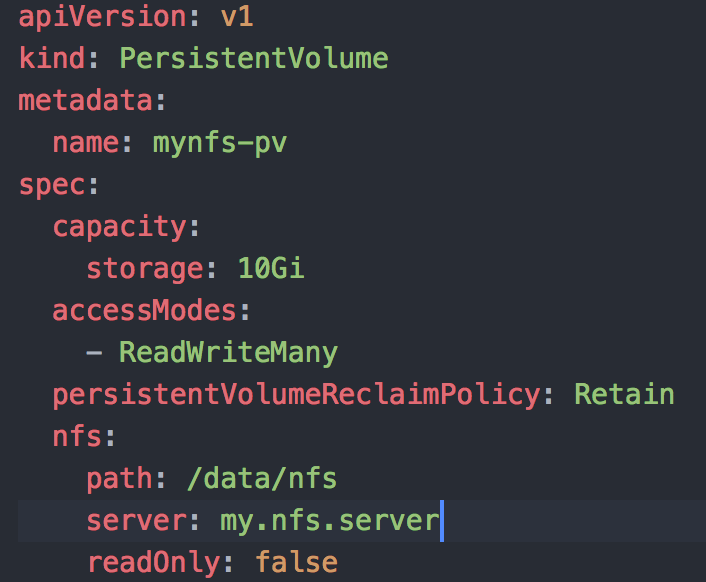 apiVersion: v1
kind: PersistentVolume
metadata:
  name: mynfs-pv
spec:
  capacity:
    storage: 10Gi
  accessModes:
    - ReadWriteMany
  persistentVolumeReclaimPolicy: Retain
  nfs:
    path: /data/nfs
    server: my.nfs.server
    readOnly: false